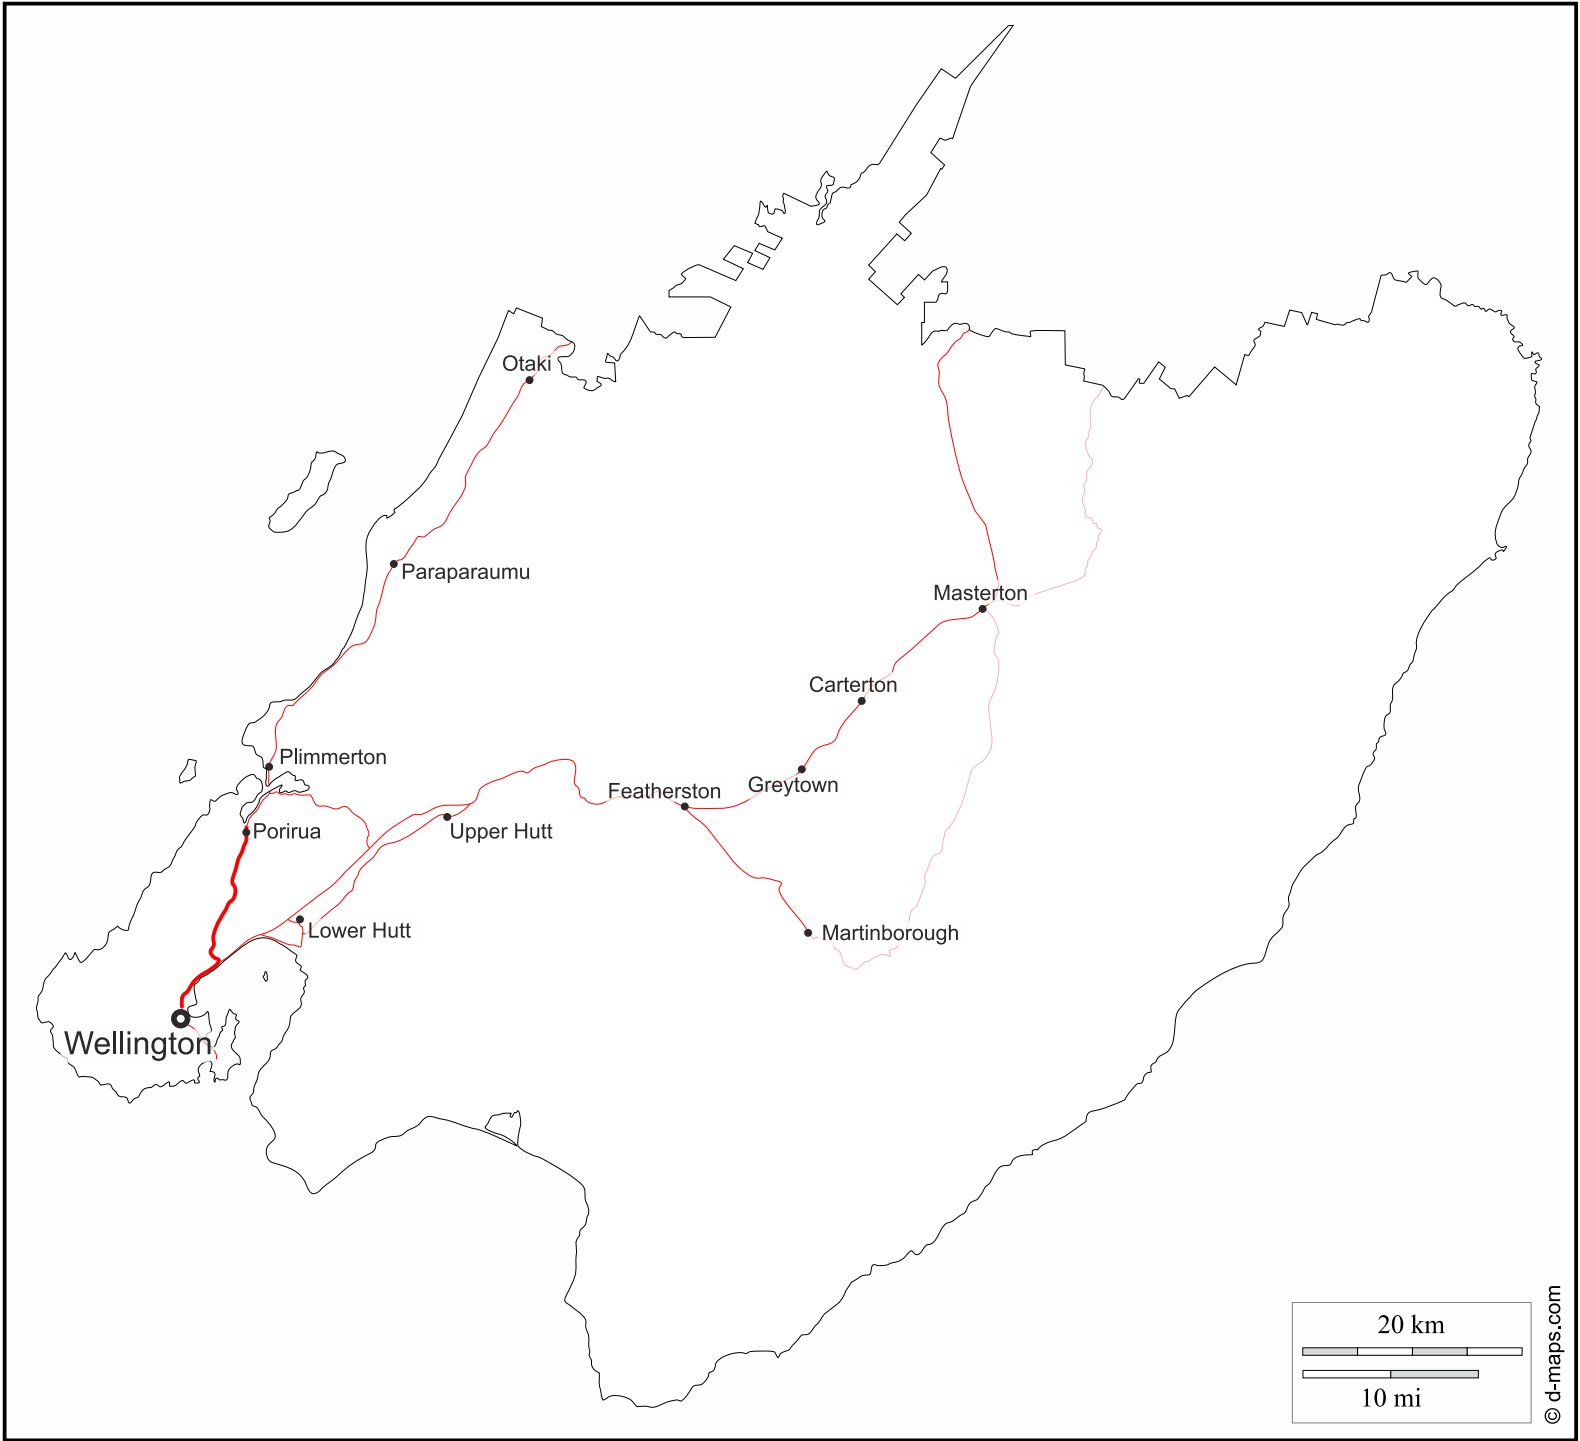 Otaki
Paraparaumu
Masterton
Carterton
Plimmerton
Greytown
Featherston
Porirua
Upper Hutt
Lower Hutt
Martinborough
Wellington
20 km
10 mi
© d-maps.com